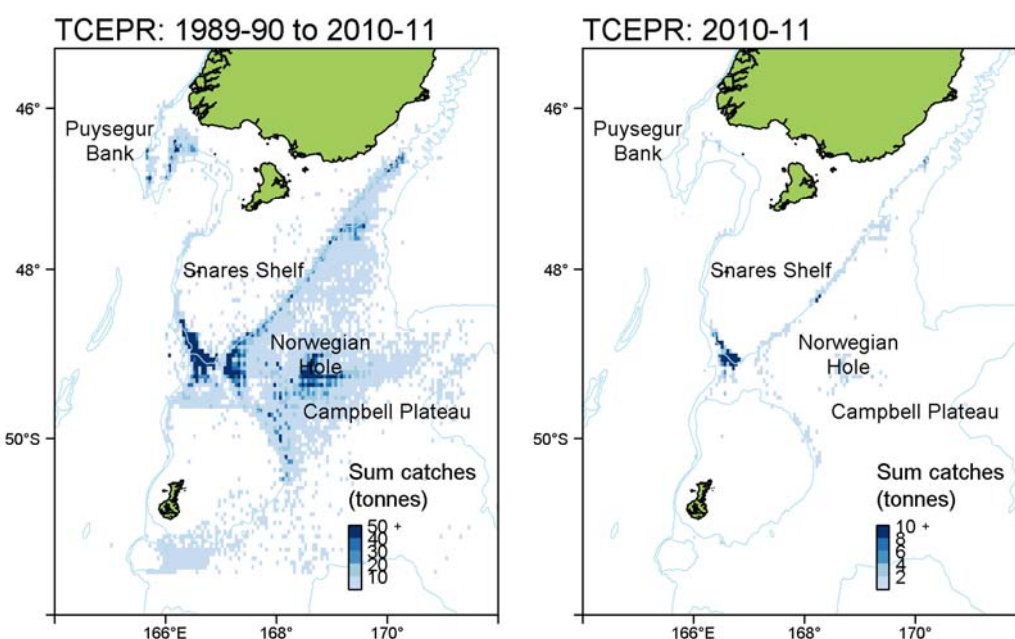 TCEPR: 1989-90 to 2010-11
46°
48°
50°S
Puysegur
Bank
Snares Shelf
Norwegian
Hole
Campbell Plateau
Sum catches
(tonnes)
50 +
40
30
20
10
166°E
168°
170°
TCEPR: 2010-11
46°
48°
50°S
Puysegur
Bank
Snares Shelf
Norwegian
Hole
Campbell Plateau
Sum catches
(tonnes)
10 +
8
6
4
2
166°E
168°
170°